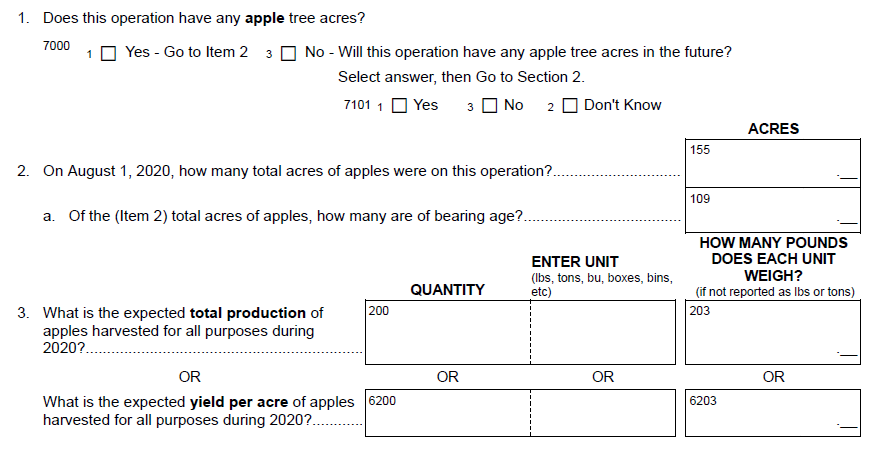 1. Does this operation have any apple tree acres?
7000 1 ☐ Yes - Go to Item 2 3 ☐ No - Will this operation have any apple tree acres in the future?
Select answer, then Go to Section 2.
7101 1 ☐ Yes 3 ☐ No 2 ☐ Don't Know
ACRES
155
2. On August 1, 2020, how many total acres of apples were on this operation?.............................. .__
109
a. Of the (Item 2) total acres of apples, how many are of bearing age?..................................... .__
HOW MANY POUNDS
DOES EACH UNIT
WEIGH?
(if not reported as lbs or tons)
ENTER UNIT
(lbs, tons, bu, boxes, bins,
etc)
QUANTITY
3. What is the expected total production of 200 203
apples harvested for all purposes during
2020?................................................................. .__
OR OR OR OR
What is the expected yield per acre of apples 6200 6203
harvested for all purposes during 2020?............ .__